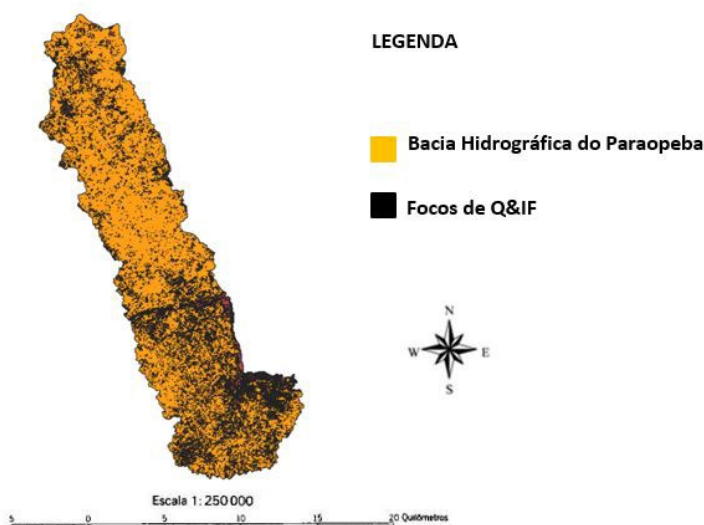 LEGENDA
Bacia Hidrográfica do Paraopeba
Focos de Q&IF
N
W E
S
Escala 1: 250 000
5 0 5 10 15 20 Quilômetros